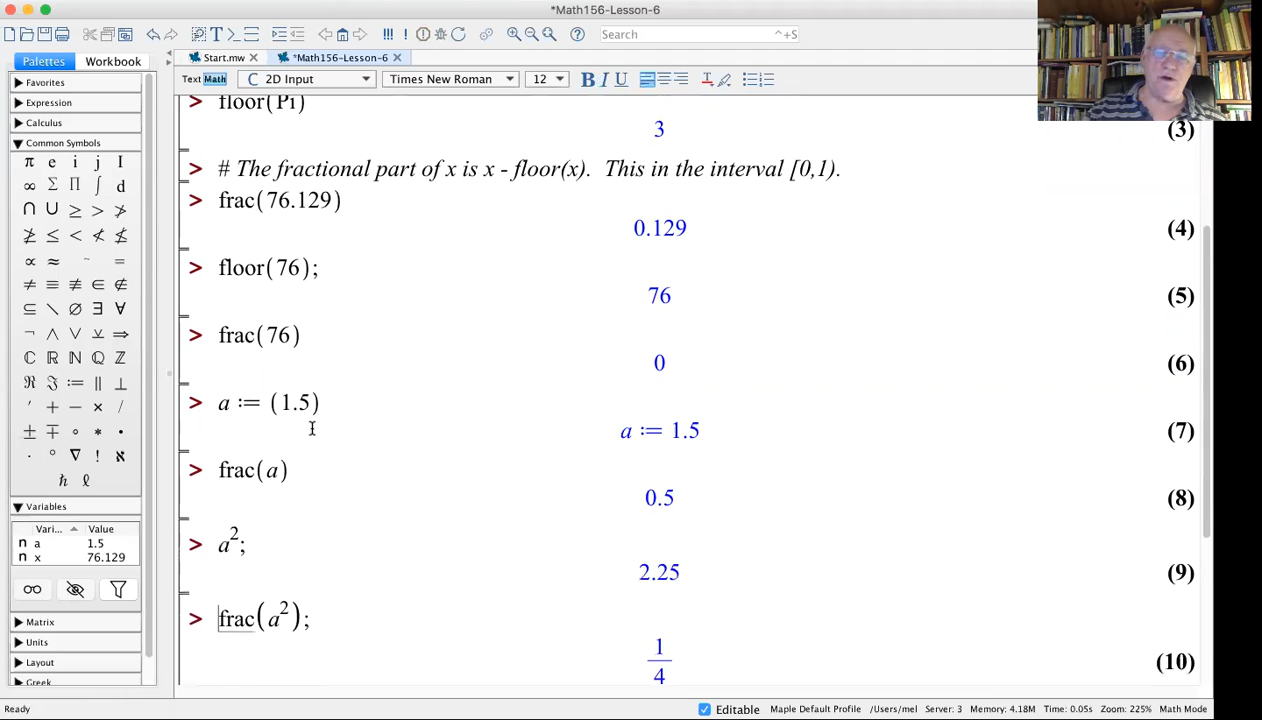 *Math156-Lesson-6
Search
⌃+S
Palettes Workbook
Start.mw *Math156-Lesson-6
Text Math C 2D Input Times New Roman 12 B I U
Favorites
Expression
Calculus
Common Symbols
π e i j I
∞ Σ Π ∫ d
∩ ∪ ≥ > ≯
≱ ≤ < ≮ ≰
∝ ≈ ~ =
≠ ≡ ≢ ∈ ∉
⊆ \ ∅ ∃ ∀
¬ ∧ ∨ ⊻ ⇒
ℂ ℝ ℕ ℚ ℤ
ℜ ℑ := ∥ ⊥
′ + − × /
± ∓ ∘ * •
· ° ∇ ! ℵ
ℏ ℓ
Variables
Vari... Value
n a 1.5
n x 76.129
Matrix
Units
Layout
Greek
> floor(Pi)
3 (3)
> # The fractional part of x is x - floor(x). This in the interval [0,1).
> frac(76.129)
0.129 (4)
> floor(76);
76 (5)
> frac(76)
0 (6)
> a := (1.5)
a := 1.5 (7)
> frac(a)
0.5 (8)
> a²;
2.25 (9)
> frac(a²);
1
4
(10)
Ready Editable Maple Default Profile /Users/mel Server: 3 Memory: 4.18M Time: 0.05s Zoom: 225% Math Mode